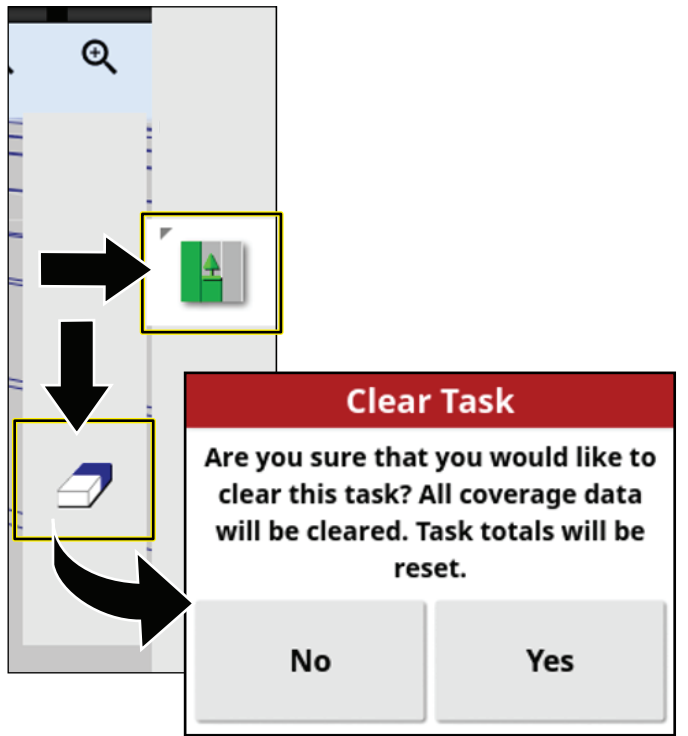 Clear Task
Are you sure that you would like to
clear this task? All coverage data
will be cleared. Task totals will be
reset.
No
Yes